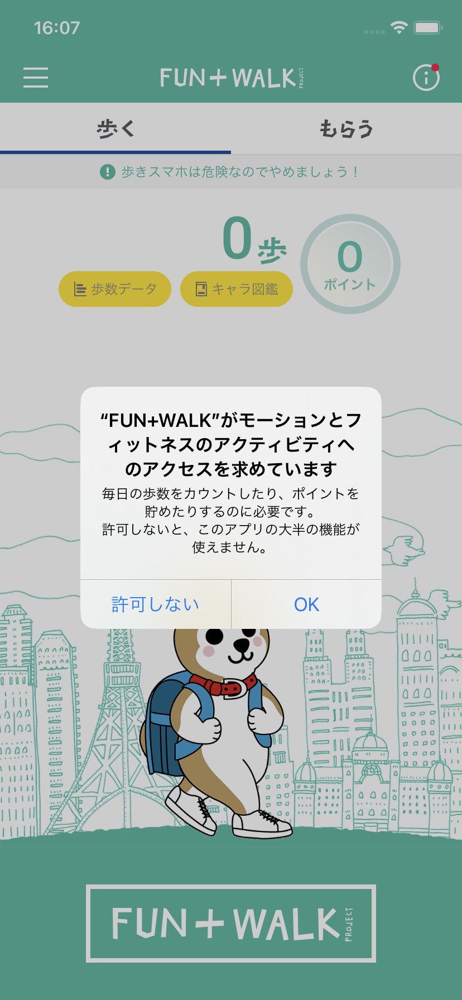 16:07
FUN+WALK PROJECT
歩く
もらう
歩きスマホは危険なのでやめましょう！
0歩
0
ポイント
歩数データ
キャラ図鑑
“FUN+WALK”がモーションとフ
ィットネスのアクティビティへ
のアクセスを求めています
毎日の歩数をカウントしたり、ポイントを
貯めたりするのに必要です。
許可しないと、このアプリの大半の機能が
使えません。
許可しない
OK
FUN+WALK PROJECT